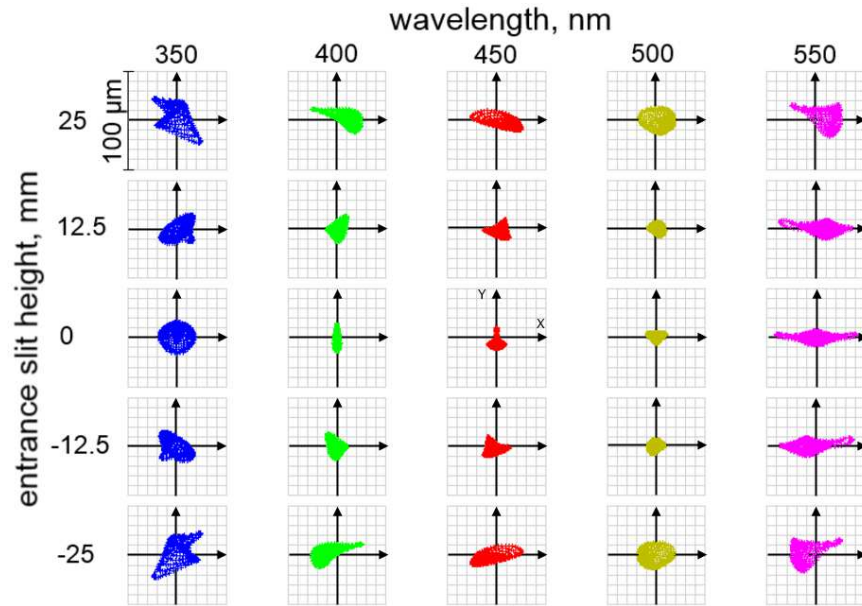 wavelength, nm
350 400 450 500 550
entrance slit height, mm
25
100 μm
12.5
0
Y
X
-12.5
-25